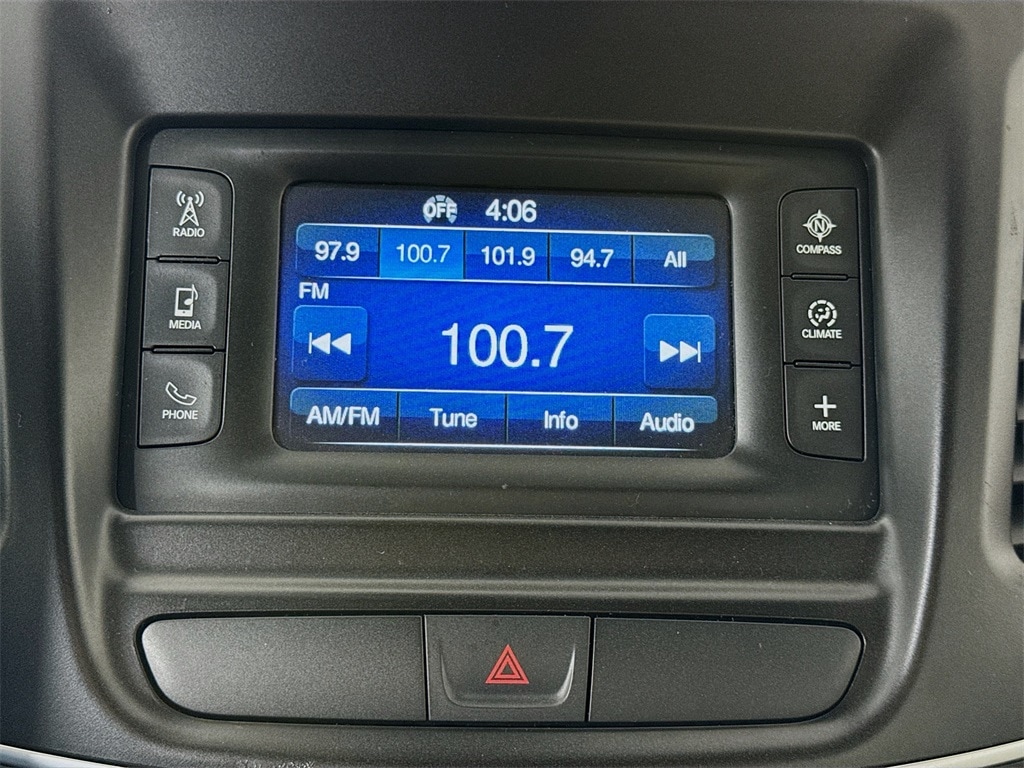 OFF 4:06
97.9 100.7 101.9 94.7 All
FM
100.7
AM/FM Tune Info Audio
RADIO
MEDIA
PHONE
N
COMPASS
CLIMATE
MORE